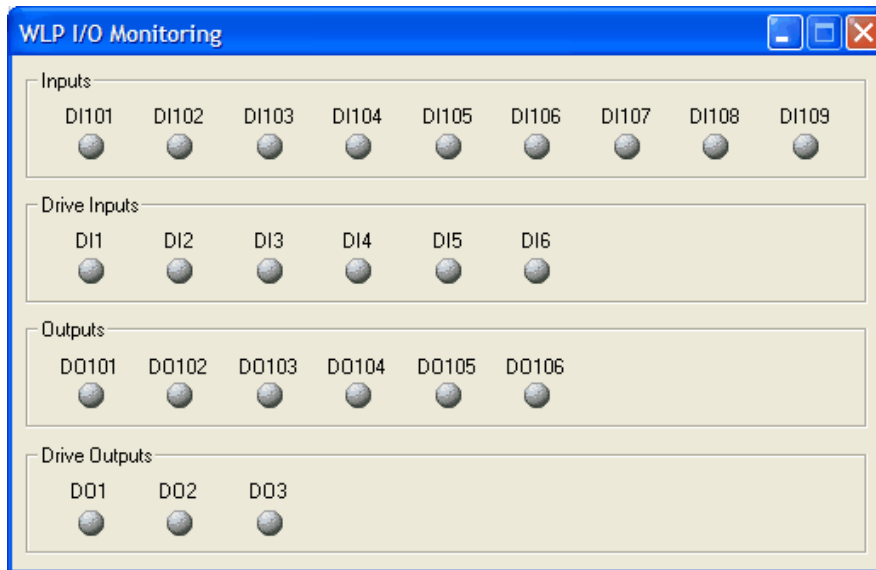 WLP I/O Monitoring
Inputs
DI101 DI102 DI103 DI104 DI105 DI106 DI107 DI108 DI109
Drive Inputs
DI1 DI2 DI3 DI4 DI5 DI6
Outputs
DO101 DO102 DO103 DO104 DO105 DO106
Drive Outputs
DO1 DO2 DO3